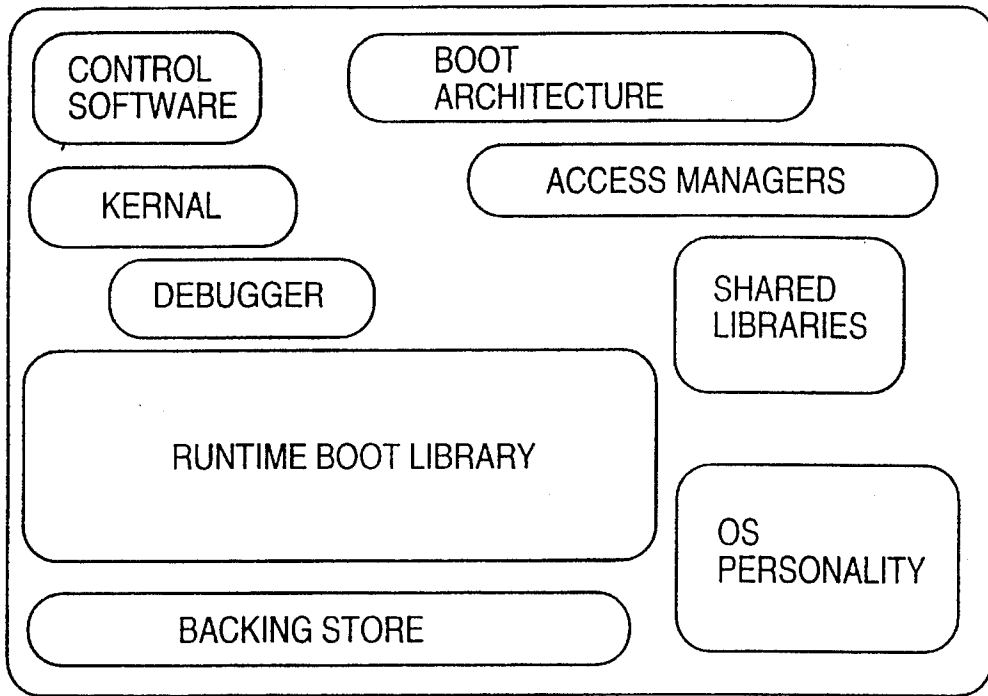 CONTROL
SOFTWARE
BOOT
ARCHITECTURE
ACCESS MANAGERS
KERNAL
DEBUGGER
SHARED
LIBRARIES
RUNTIME BOOT LIBRARY
OS
PERSONALITY
BACKING STORE